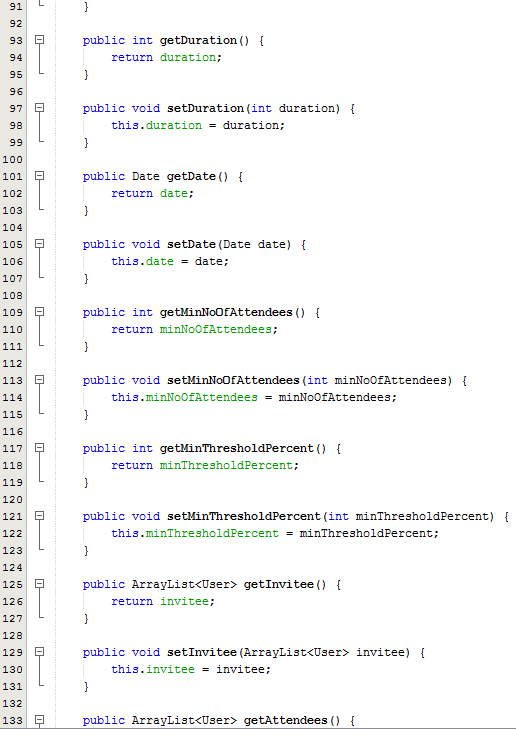 91 }
92
93 public int getDuration() {
94 return duration;
95 }
96
97 public void setDuration(int duration) {
98 this.duration = duration;
99 }
100
101 public Date getDate() {
102 return date;
103 }
104
105 public void setDate(Date date) {
106 this.date = date;
107 }
108
109 public int getMinNoOfAttendees() {
110 return minNoOfAttendees;
111 }
112
113 public void setMinNoOfAttendees(int minNoOfAttendees) {
114 this.minNoOfAttendees = minNoOfAttendees;
115 }
116
117 public int getMinThresholdPercent() {
118 return minThresholdPercent;
119 }
120
121 public void setMinThresholdPercent(int minThresholdPercent) {
122 this.minThresholdPercent = minThresholdPercent;
123 }
124
125 public ArrayList<User> getInvitee() {
126 return invitee;
127 }
128
129 public void setInvitee(ArrayList<User> invitee) {
130 this.invitee = invitee;
131 }
132
133 public ArrayList<User> getAttendees() {